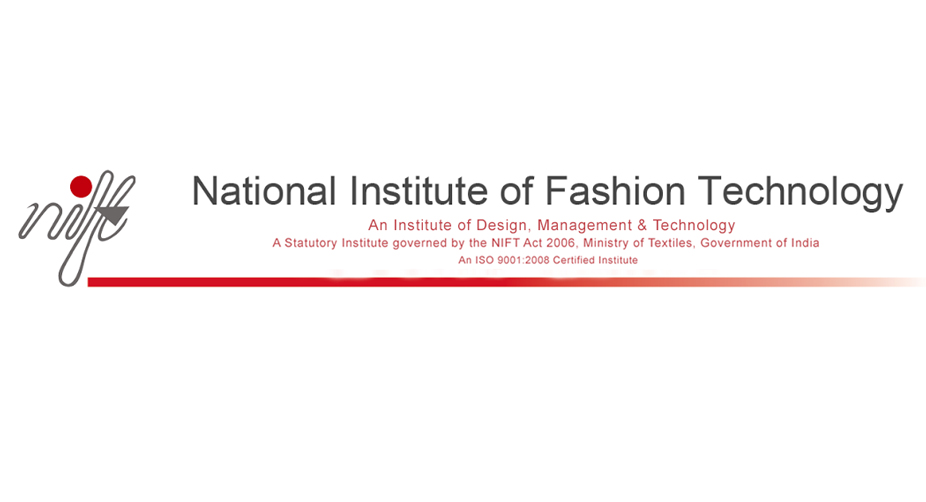 nift
National Institute of Fashion Technology
An Institute of Design, Management & Technology
A Statutory Institute governed by the NIFT Act 2006, Ministry of Textiles, Government of India
An ISO 9001:2008 Certified Institute